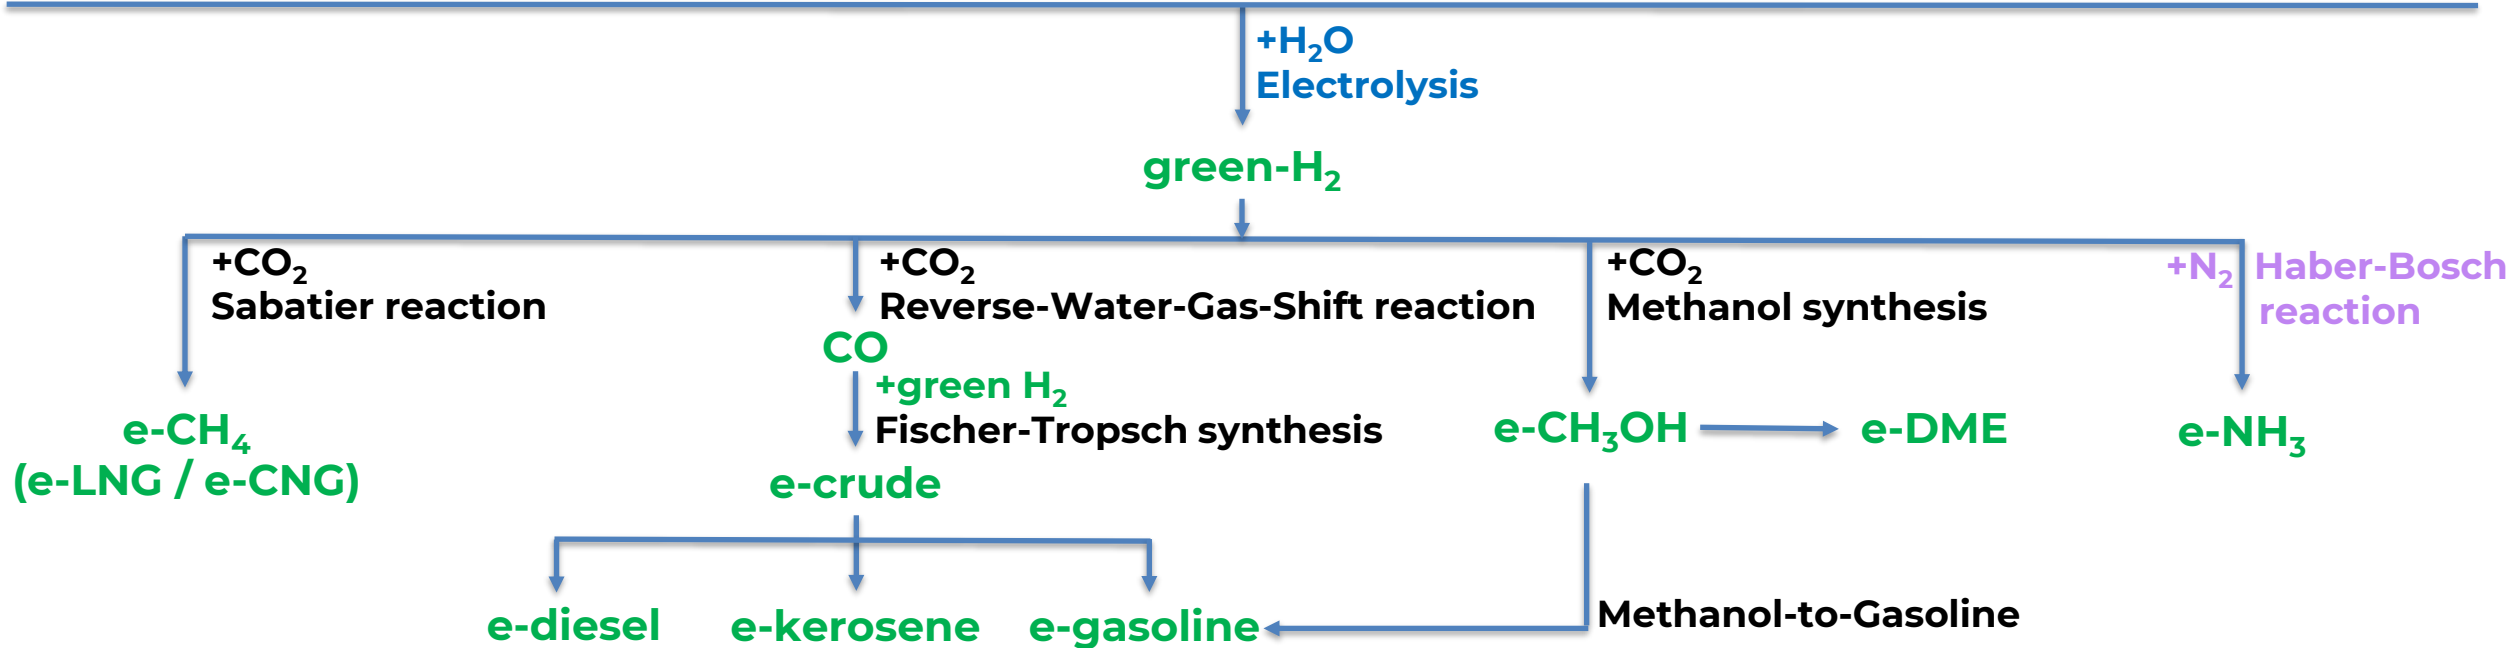 +H₂O
Electrolysis
green-H₂
+CO₂
Sabatier reaction
+CO₂
Reverse-Water-Gas-Shift reaction
+CO₂
Methanol synthesis
+N₂ Haber-Bosch
reaction
CO
+green H₂
Fischer-Tropsch synthesis
e-CH₄
(e-LNG / e-CNG)
e-crude
e-CH₃OH
e-DME
e-NH₃
e-diesel
e-kerosene
e-gasoline
Methanol-to-Gasoline